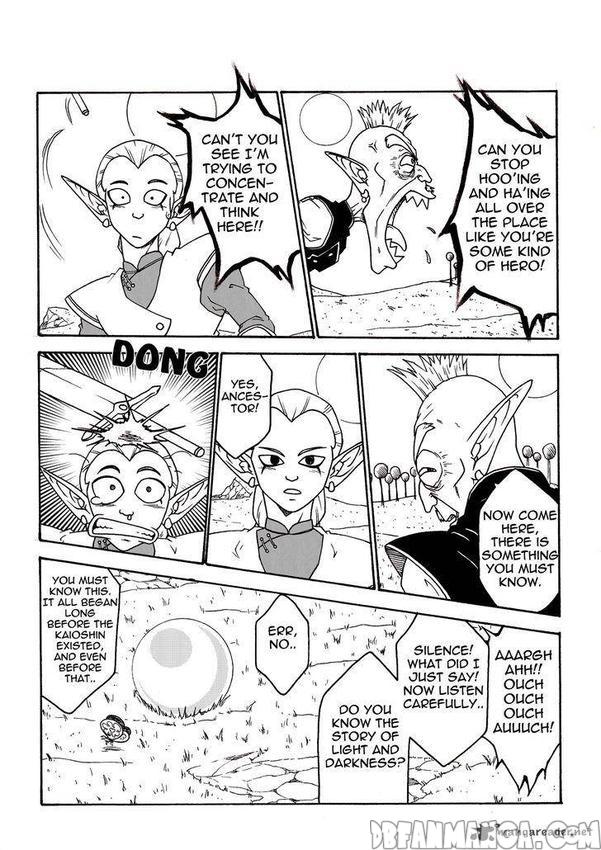 CAN YOU
STOP
HOO'ING
AND HA'ING
ALL OVER
THE PLACE
LIKE YOU'RE
SOME KIND
OF HERO!
CAN'T YOU
SEE I'M
TRYING TO
CONCEN-
TRATE AND
THINK
HERE!!
NOW COME
HERE,
THERE IS
SOMETHING
YOU MUST
KNOW.
YES,
ANCES-
TOR!
DONG
AAARGH
AHH!!
OUCH
OUCH
OUCH
AUUUCH!
SILENCE!
WHAT DID I
JUST SAY!
NOW LISTEN
CAREFULLY..
DO YOU
KNOW THE
STORY OF
LIGHT AND
DARKNESS?
ERR,
NO..
YOU MUST
KNOW THIS.
IT ALL BEGAN
LONG
BEFORE THE
KAIOSHIN
EXISTED,
AND EVEN
BEFORE
THAT..
mangareader.net
DBFANMANGA.COM